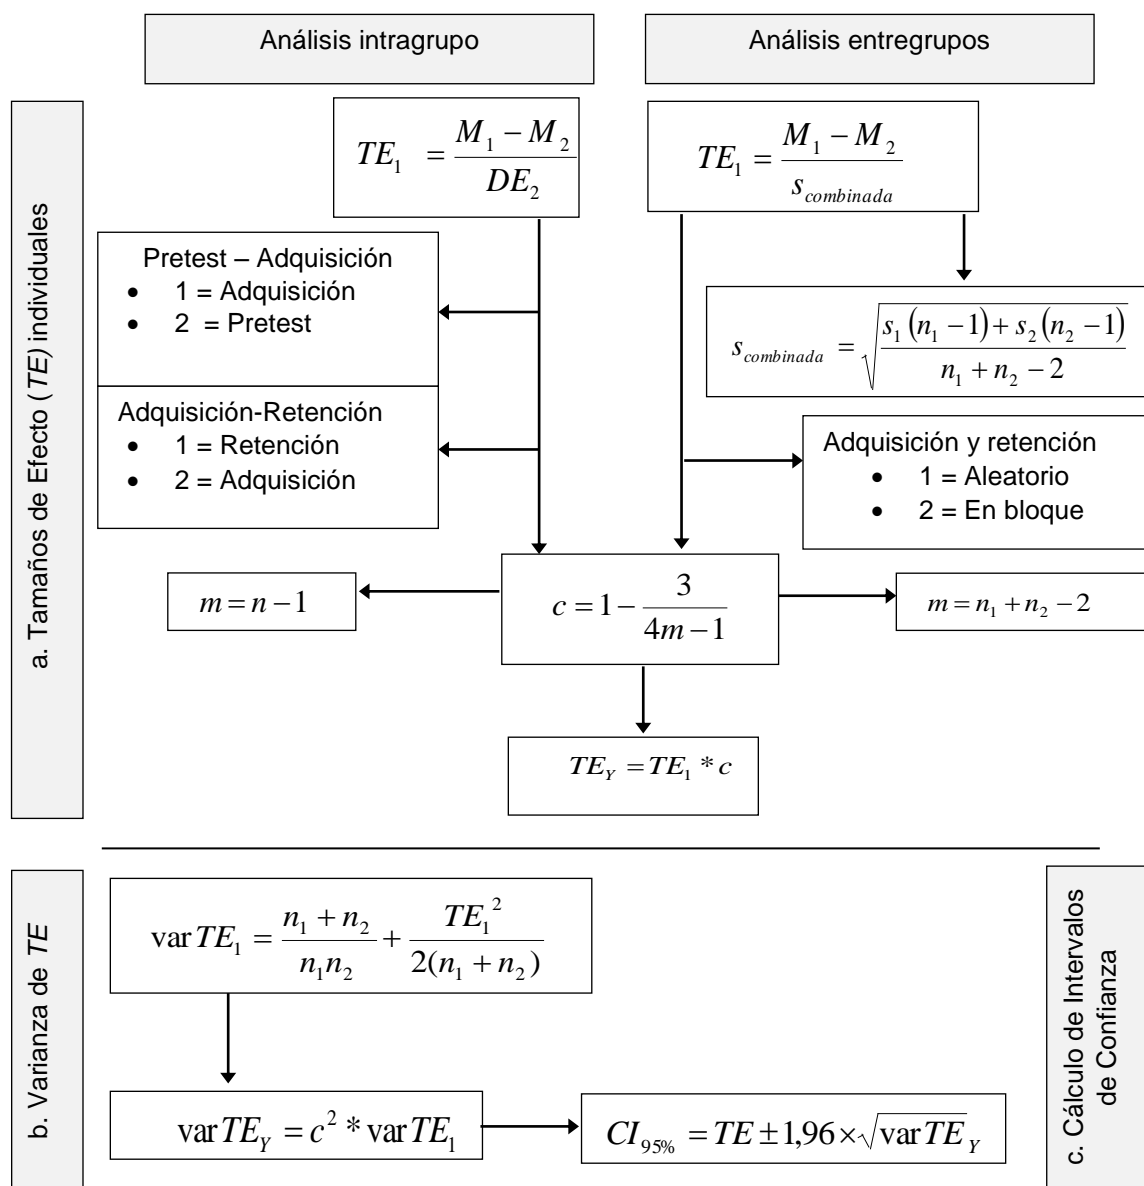 Análisis intragrupo
Análisis entregrupos
a. Tamaños de Efecto (TE) individuales
TE₁ = (M₁ − M₂) / DE₂
TE₁ = (M₁ − M₂) / s_combinada
Pretest – Adquisición
• 1 = Adquisición
• 2 = Pretest
s_combinada = √((s₁ (n₁ −1)+ s₂ (n₂ −1)) / (n₁ + n₂ − 2))
Adquisición-Retención
• 1 = Retención
• 2 = Adquisición
Adquisición y retención
• 1 = Aleatorio
• 2 = En bloque
m = n − 1
c = 1 − 3 / (4m − 1)
m = n₁ + n₂ − 2
TE_Y = TE₁ * c
b. Varianza de TE
var TE₁ = (n₁ + n₂) / (n₁n₂) + TE₁² / (2(n₁ + n₂))
var TE_Y = c² * var TE₁
CI₉₅% = TE ± 1,96 × √(var TE)_Y
c. Cálculo de Intervalos
de Confianza